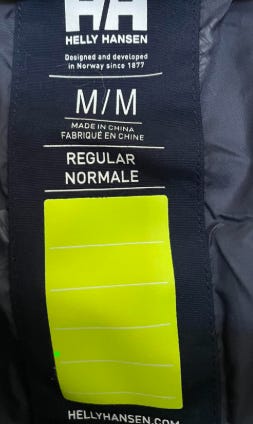 HH
HELLY HANSEN
Designed and developed
in Norway since 1877
M/M
MADE IN CHINA
FABRIQUÉ EN CHINE
REGULAR
NORMALE
HELLYHANSEN.COM